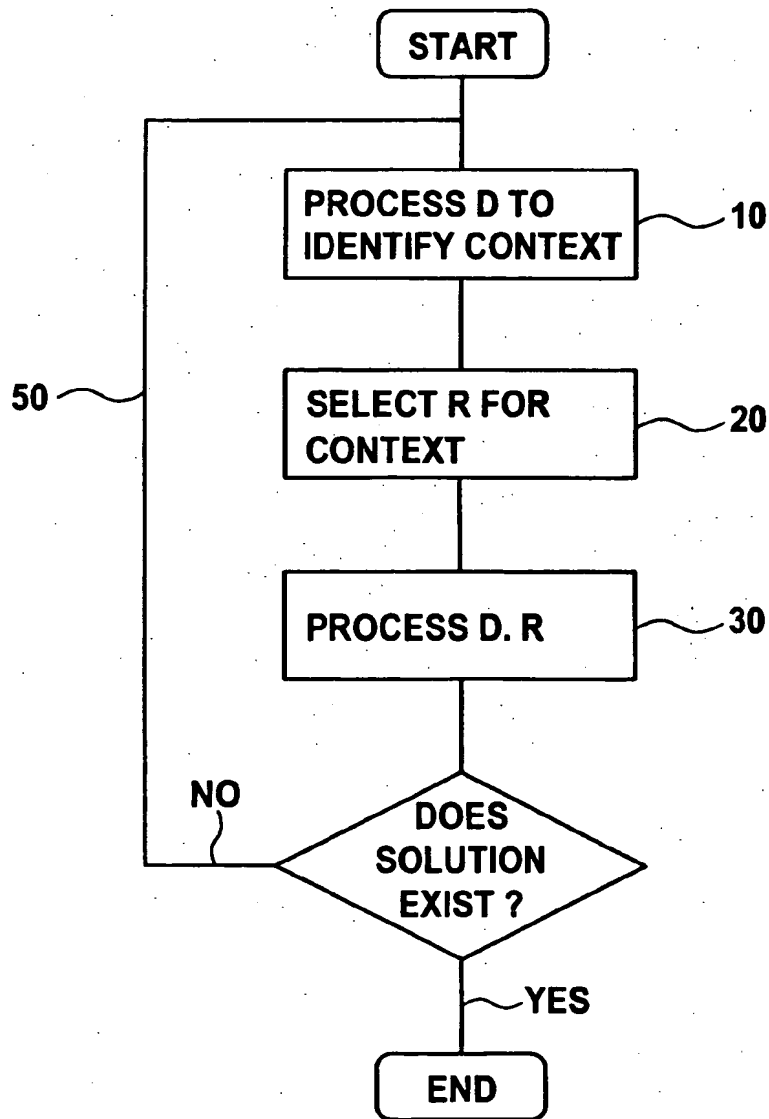 START
PROCESS D TO
IDENTIFY CONTEXT
10
50
SELECT R FOR
CONTEXT
20
PROCESS D. R
30
NO
DOES
SOLUTION
EXIST ?
YES
END